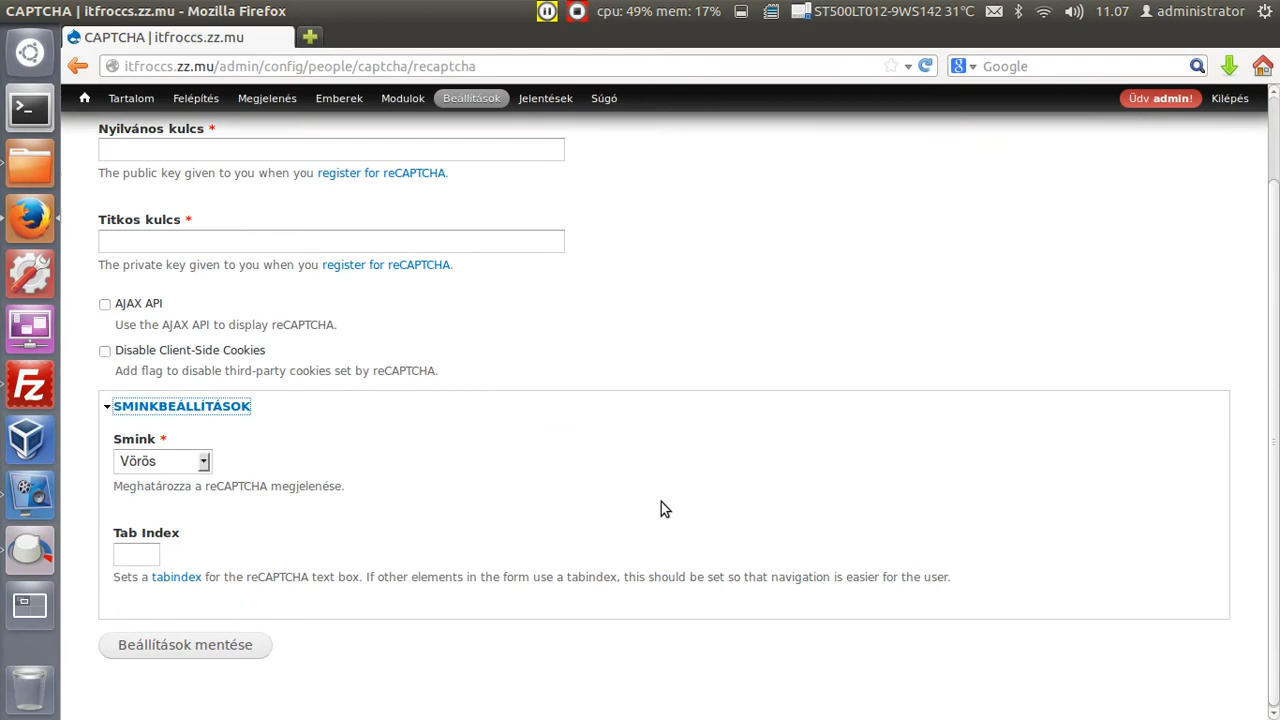 CAPTCHA | itfroccs.zz.mu - Mozilla Firefox
cpu: 49% mem: 17%
ST500LT012-9WS142 31°C
11.07
administrator
CAPTCHA | itfroccs.zz.mu
itfroccs.zz.mu/admin/config/people/captcha/recaptcha
Google
Tartalom
Felépítés
Megjelenés
Emberek
Modulok
Beállítások
Jelentések
Súgó
Üdv admin!
Kilépés
Nyilvános kulcs *
The public key given to you when you register for reCAPTCHA.
Titkos kulcs *
The private key given to you when you register for reCAPTCHA.
AJAX API
Use the AJAX API to display reCAPTCHA.
Disable Client-Side Cookies
Add flag to disable third-party cookies set by reCAPTCHA.
SMINKBEÁLLÍTÁSOK
Smink *
Vörös
Meghatározza a reCAPTCHA megjelenése.
Tab Index
Sets a tabindex for the reCAPTCHA text box. If other elements in the form use a tabindex, this should be set so that navigation is easier for the user.
Beállítások mentése